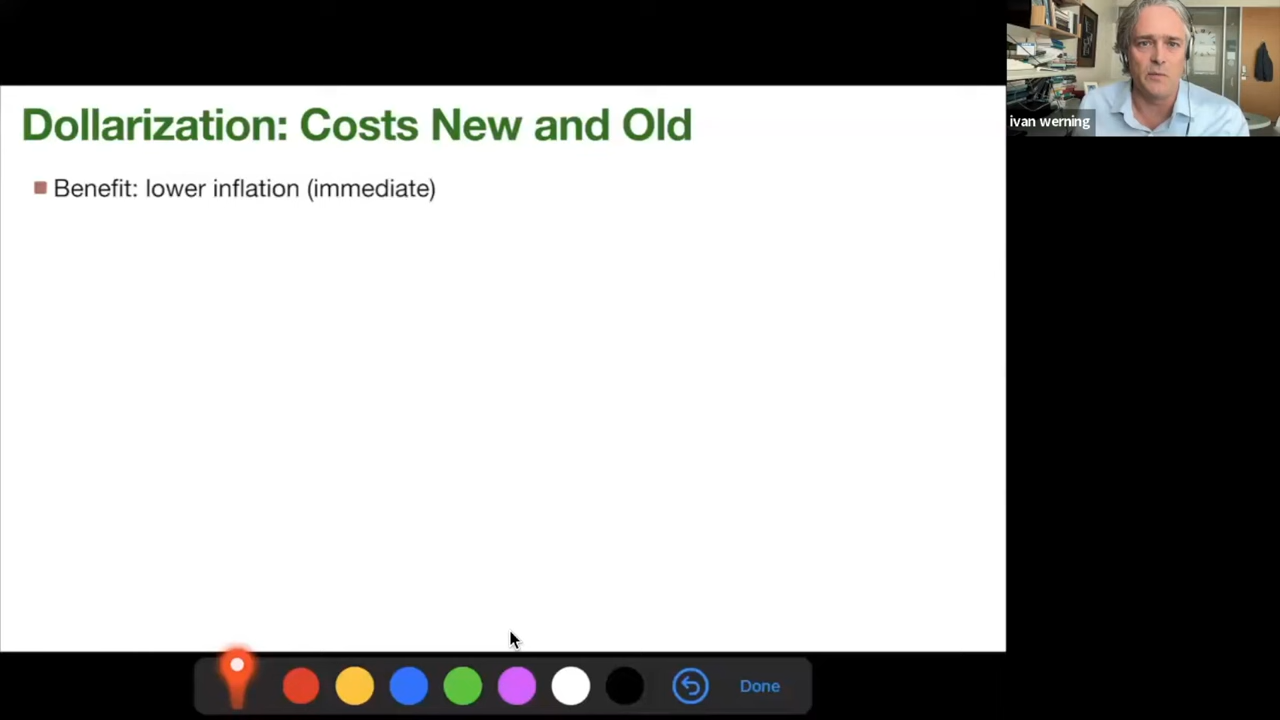 Dollarization: Costs New and Old
Benefit: lower inflation (immediate)
ivan werning
Done